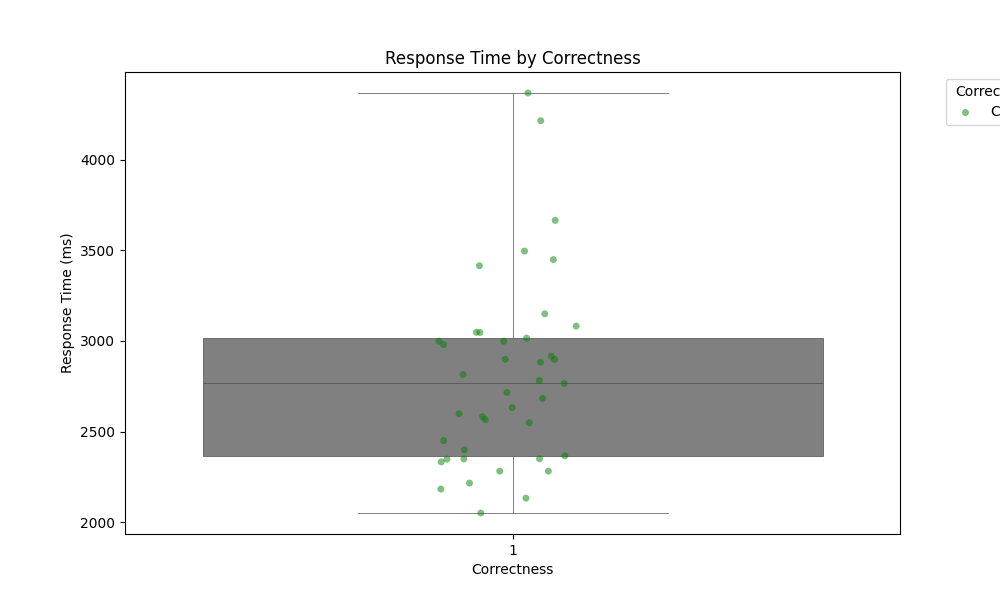 Response Time by Correctness
Correc
C
4000
3500
3000
2500
2000
Response Time (ms)
1
Correctness